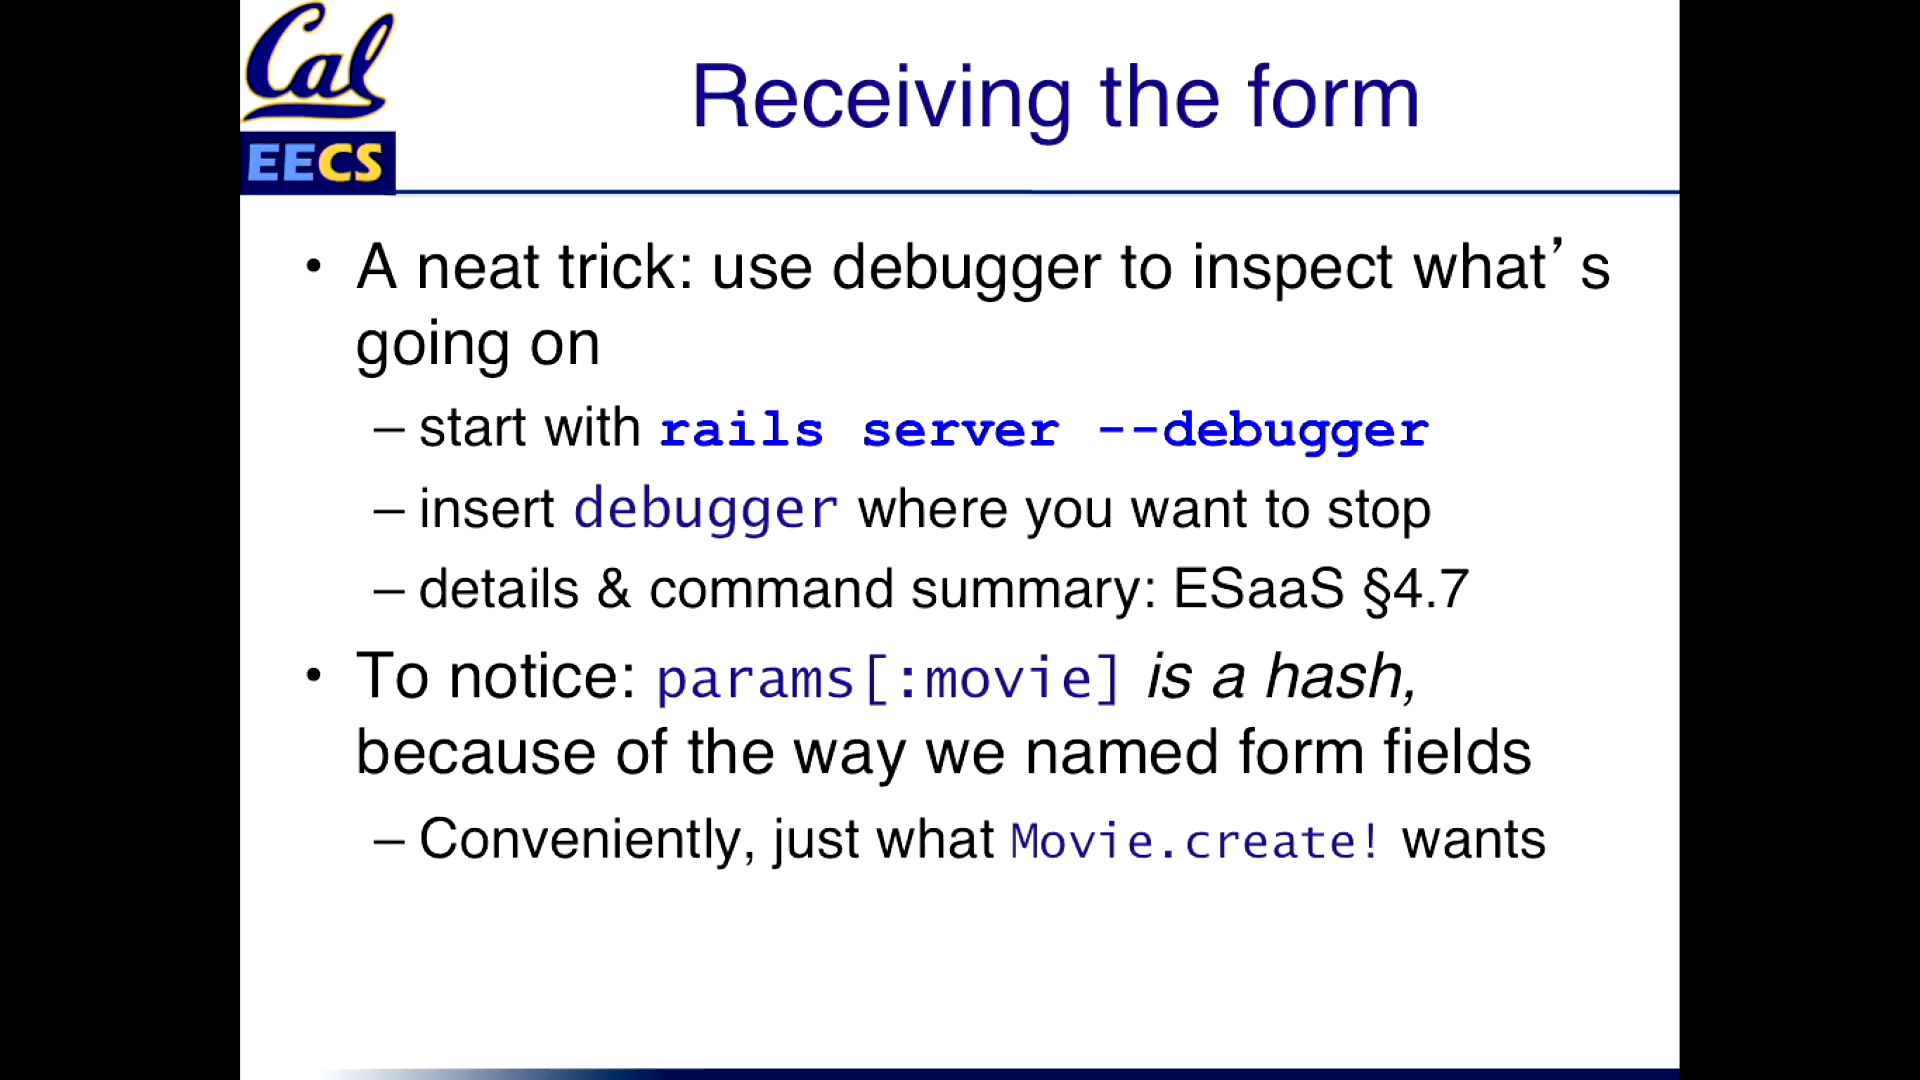 Cal
EECS
Receiving the form
• A neat trick: use debugger to inspect what’s
going on
– start with rails server --debugger
– insert debugger where you want to stop
– details & command summary: ESaaS §4.7
• To notice: params[:movie] is a hash,
because of the way we named form fields
– Conveniently, just what Movie.create! wants